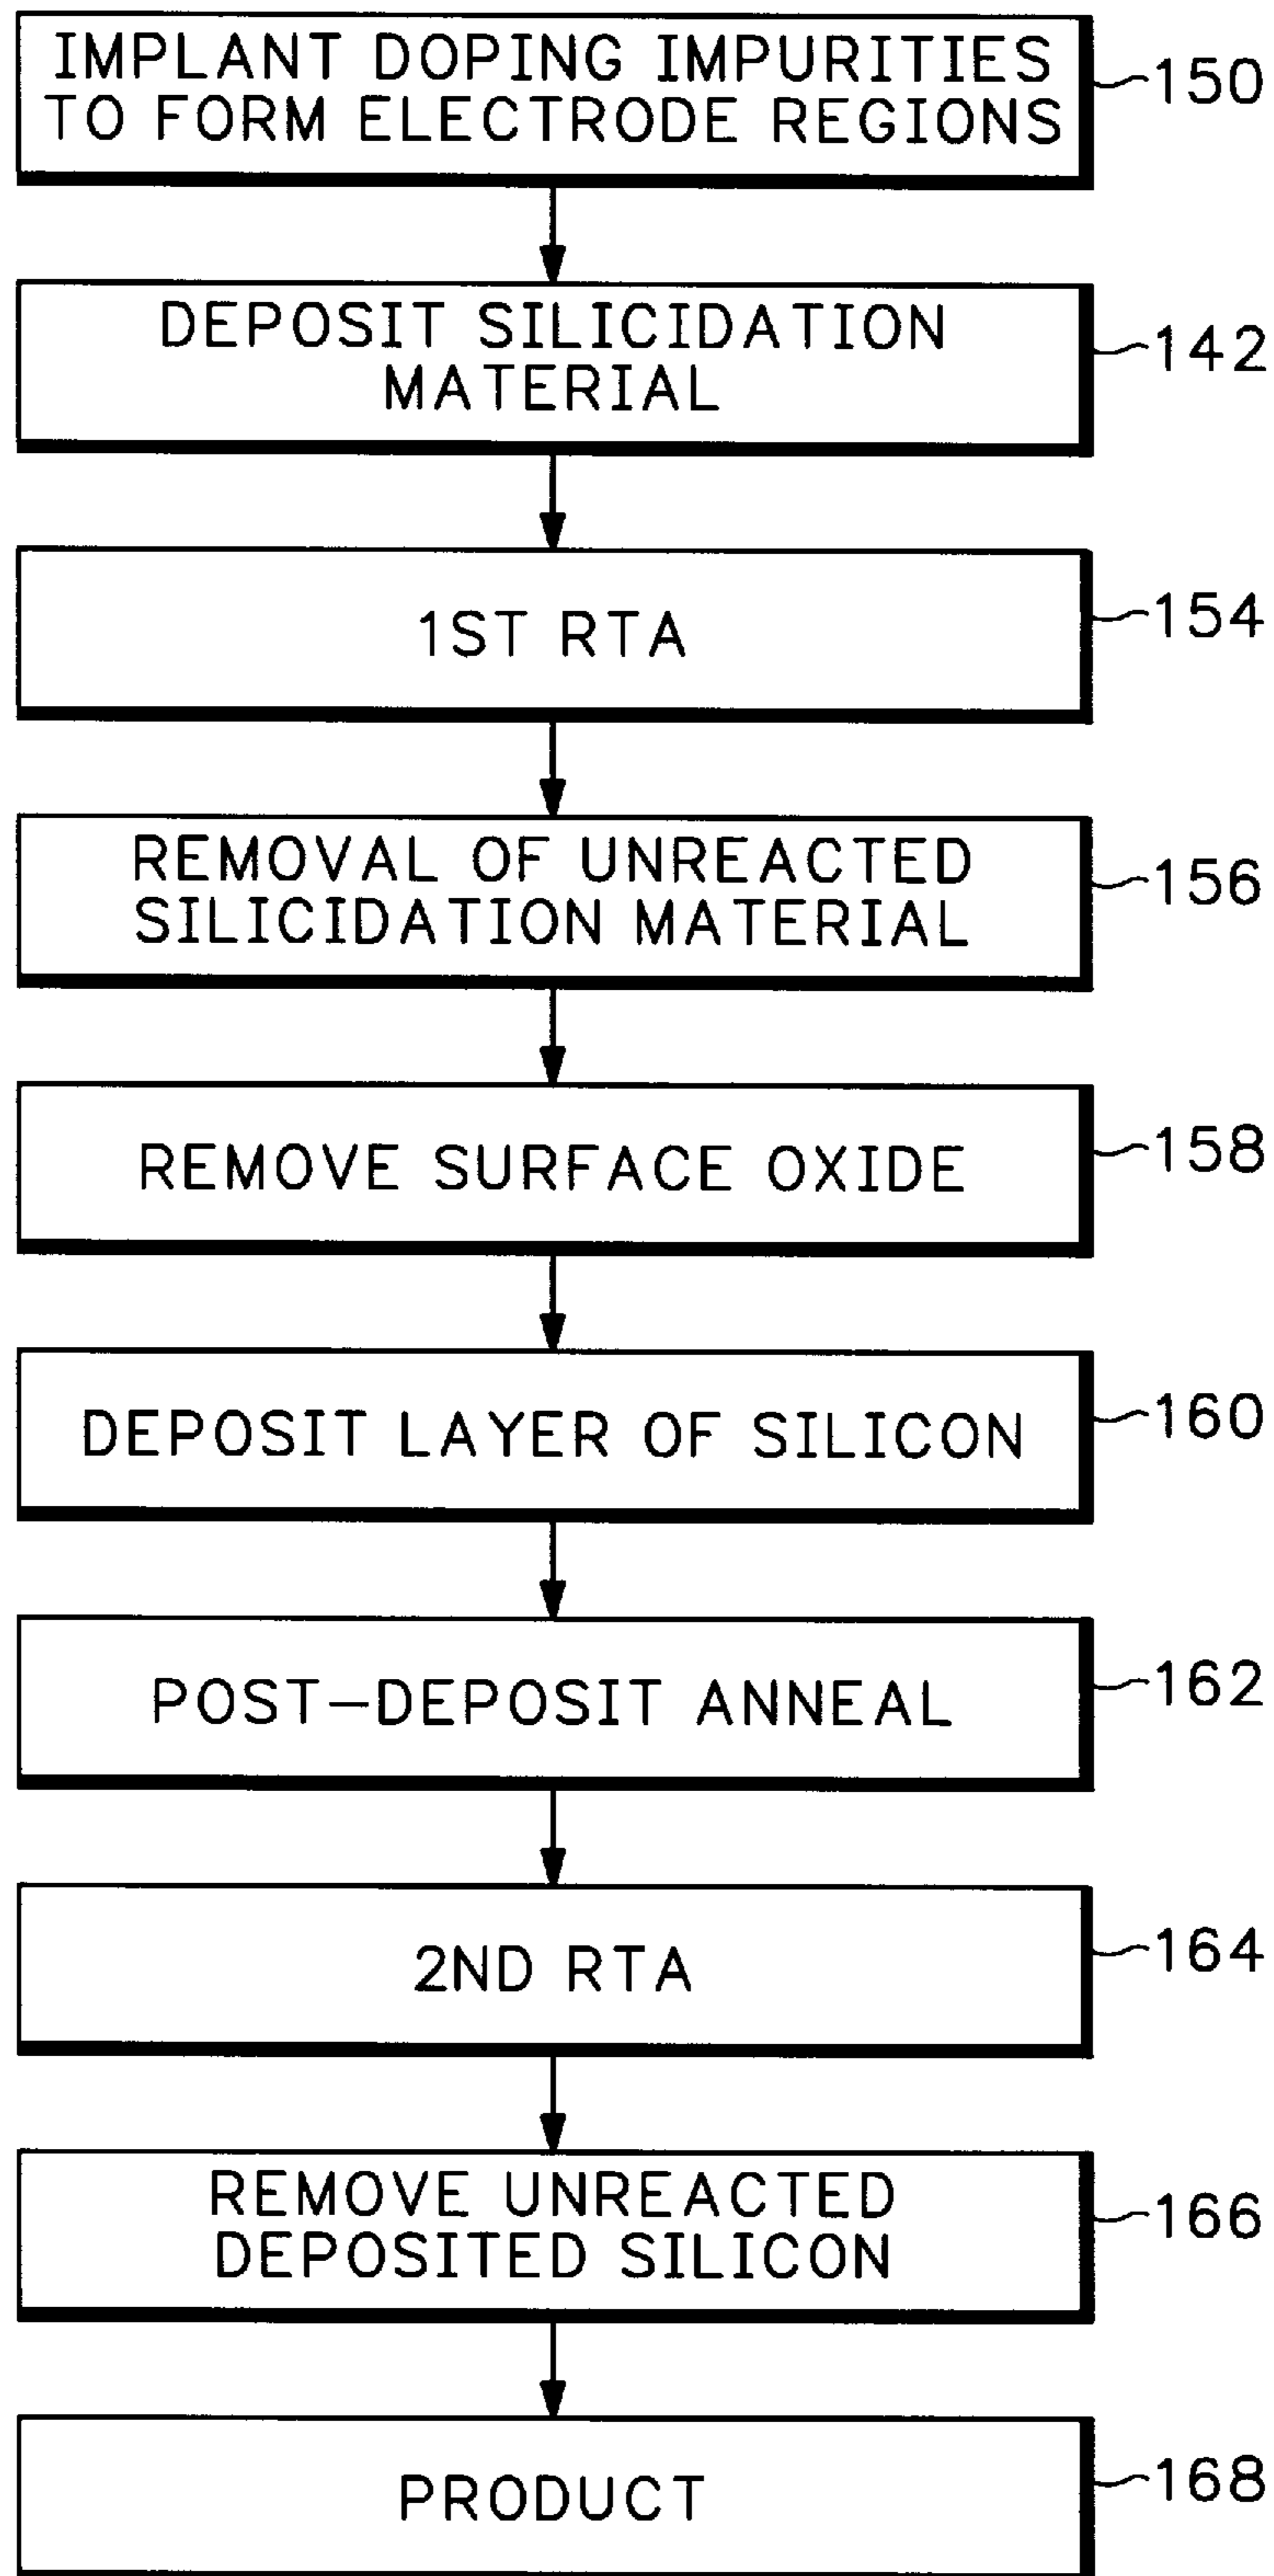 IMPLANT DOPING IMPURITIES
TO FORM ELECTRODE REGIONS
150
DEPOSIT SILICIDATION
MATERIAL
142
1ST RTA
154
REMOVAL OF UNREACTED
SILICIDATION MATERIAL
156
REMOVE SURFACE OXIDE
158
DEPOSIT LAYER OF SILICON
160
POST-DEPOSIT ANNEAL
162
2ND RTA
164
REMOVE UNREACTED
DEPOSITED SILICON
166
PRODUCT
168